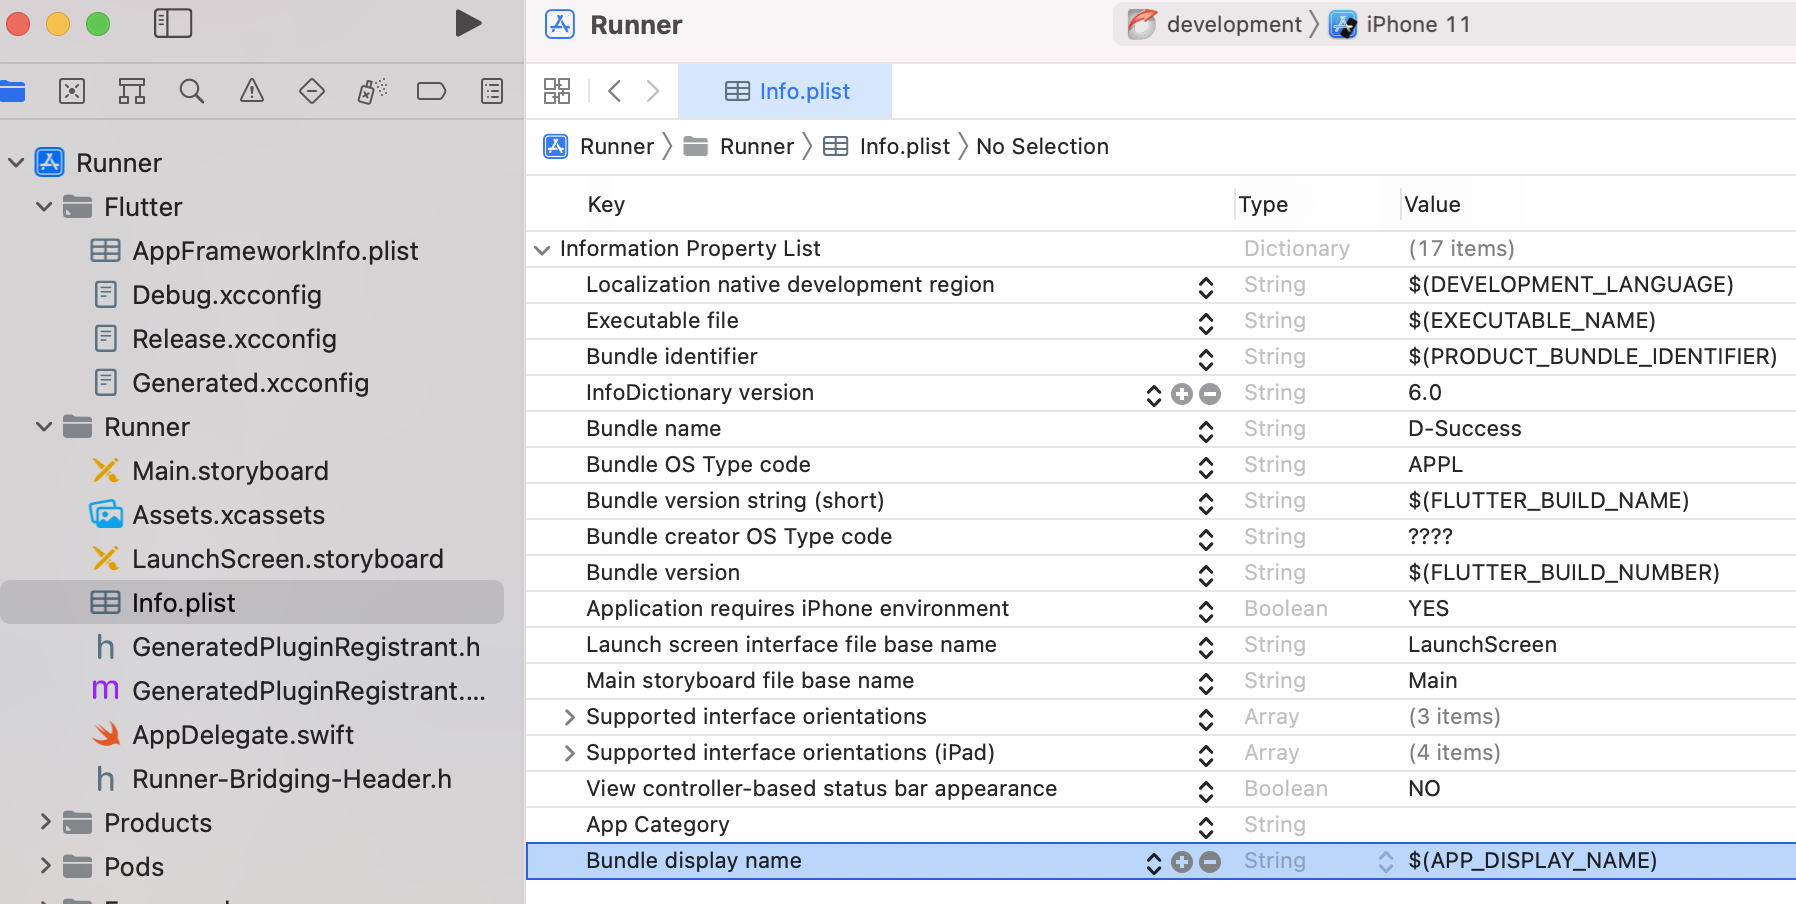 Runner
development
iPhone 11
Info.plist
Runner Runner Info.plist No Selection
Runner
Flutter
AppFrameworkInfo.plist
Debug.xcconfig
Release.xcconfig
Generated.xcconfig
Runner
Main.storyboard
Assets.xcassets
LaunchScreen.storyboard
Info.plist
GeneratedPluginRegistrant.h
GeneratedPluginRegistrant....
AppDelegate.swift
Runner-Bridging-Header.h
Products
Pods
Key Type Value
Information Property List Dictionary (17 items)
Localization native development region String $(DEVELOPMENT_LANGUAGE)
Executable file String $(EXECUTABLE_NAME)
Bundle identifier String $(PRODUCT_BUNDLE_IDENTIFIER)
InfoDictionary version String 6.0
Bundle name String D-Success
Bundle OS Type code String APPL
Bundle version string (short) String $(FLUTTER_BUILD_NAME)
Bundle creator OS Type code String ????
Bundle version String $(FLUTTER_BUILD_NUMBER)
Application requires iPhone environment Boolean YES
Launch screen interface file base name String LaunchScreen
Main storyboard file base name String Main
Supported interface orientations Array (3 items)
Supported interface orientations (iPad) Array (4 items)
View controller-based status bar appearance Boolean NO
App Category String
Bundle display name String $(APP_DISPLAY_NAME)